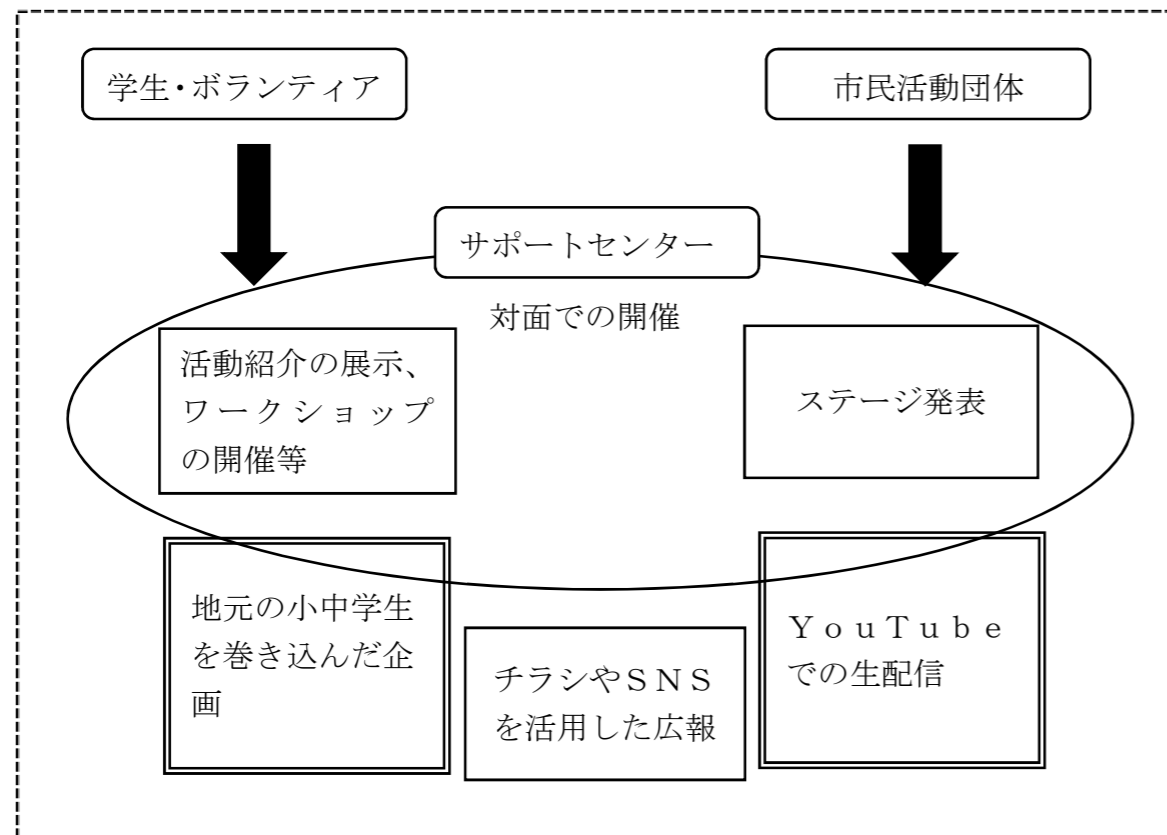 学生・ボランティア
市民活動団体
サポートセンター
対面での開催
活動紹介の展示、
ワークショップ
の開催等
ステージ発表
地元の小中学生
を巻き込んだ企
画
チラシやSNS
を活用した広報
YouTube
での生配信